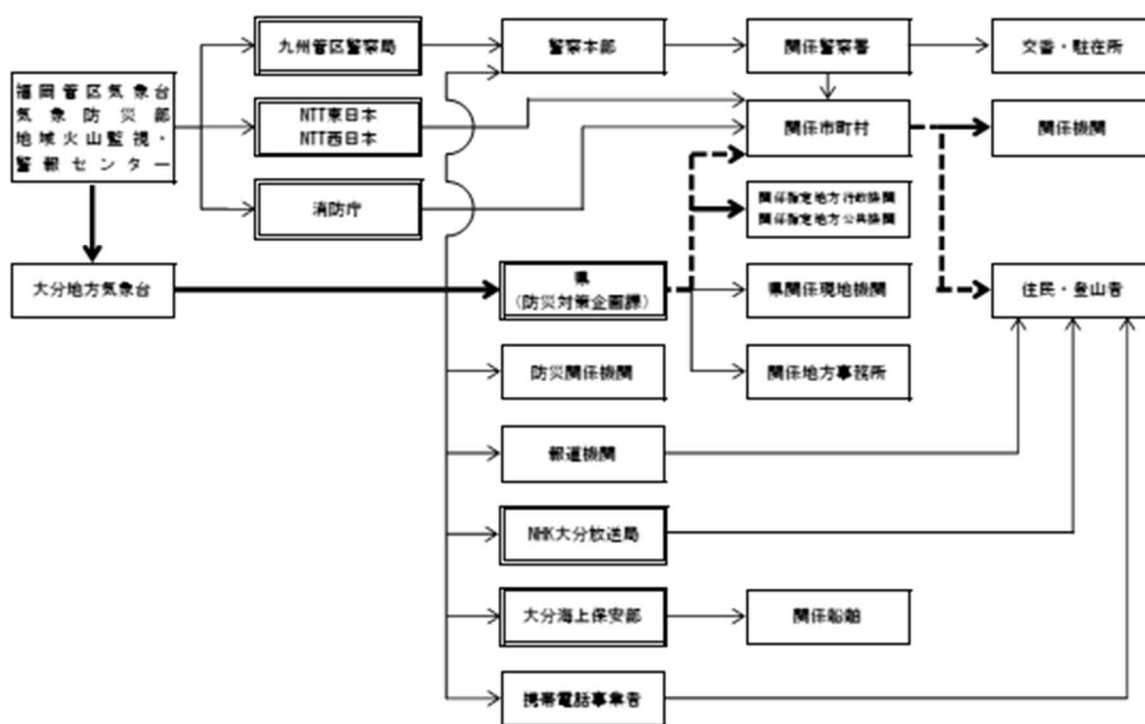 九州管区警察局
警察本部
関係警察署
交番・駐在所
福岡管区気象台
気象防災部
地域火山監視・
警報センター
NTT東日本
NTT西日本
関係市町村
関係機関
消防庁
関係指定地方行政機関
関係指定地方公共機関
大分地方気象台
県
(防災対策企画課)
県関係現地機関
住民・登山者
防災関係機関
関係地方事務所
報道機関
NHK大分放送局
大分海上保安部
関係船舶
携帯電話事業者